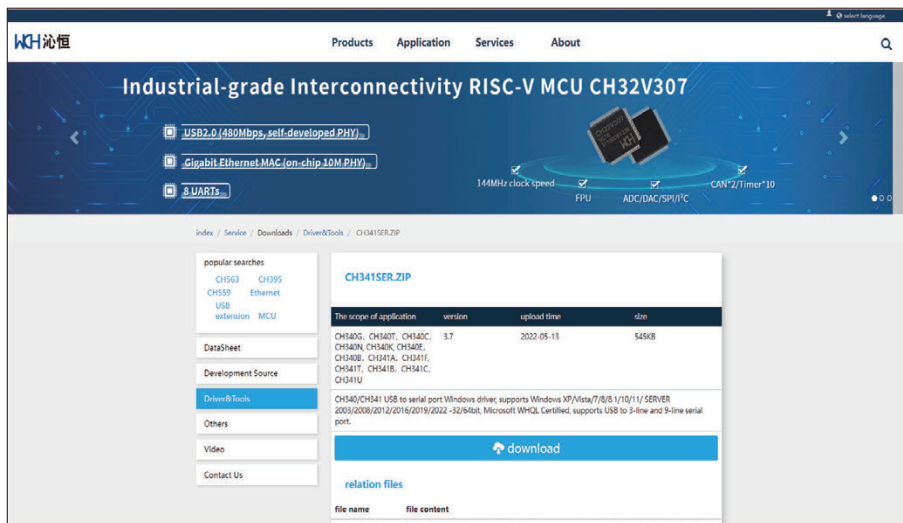 select language
WCH沁恒
Products Application Services About
Industrial-grade Interconnectivity RISC-V MCU CH32V307
USB2.0 (480Mbps, self-developed PHY)
Gigabit Ethernet MAC (on-chip 10M PHY)
8 UARTs
CH32V307
WCH
144MHz clock speed
FPU
ADC/DAC/SPI/I²C
CAN*2/Timer*10
index / Service / Downloads / Driver&Tools / CH341SER.ZIP
popular searches
CH563 CH395
CH559 Ethernet
USB
extension MCU
DataSheet
Development Source
Driver&Tools
Others
Video
Contact Us
CH341SER.ZIP
The scope of application version upload time size
CH340G, CH340T, CH340C, 3.7 2022-05-13 545KB
CH340N, CH340K, CH340E,
CH340B, CH341A, CH341F,
CH341T, CH341B, CH341C,
CH341U
CH340/CH341 USB to serial port Windows driver, supports Windows XP/Vista/7/8/8.1/10/11/ SERVER
2003/2008/2012/2016/2019/2022 -32/64bit, Microsoft WHQL Certified, supports USB to 3-line and 9-line serial
port.
download
relation files
file name file content